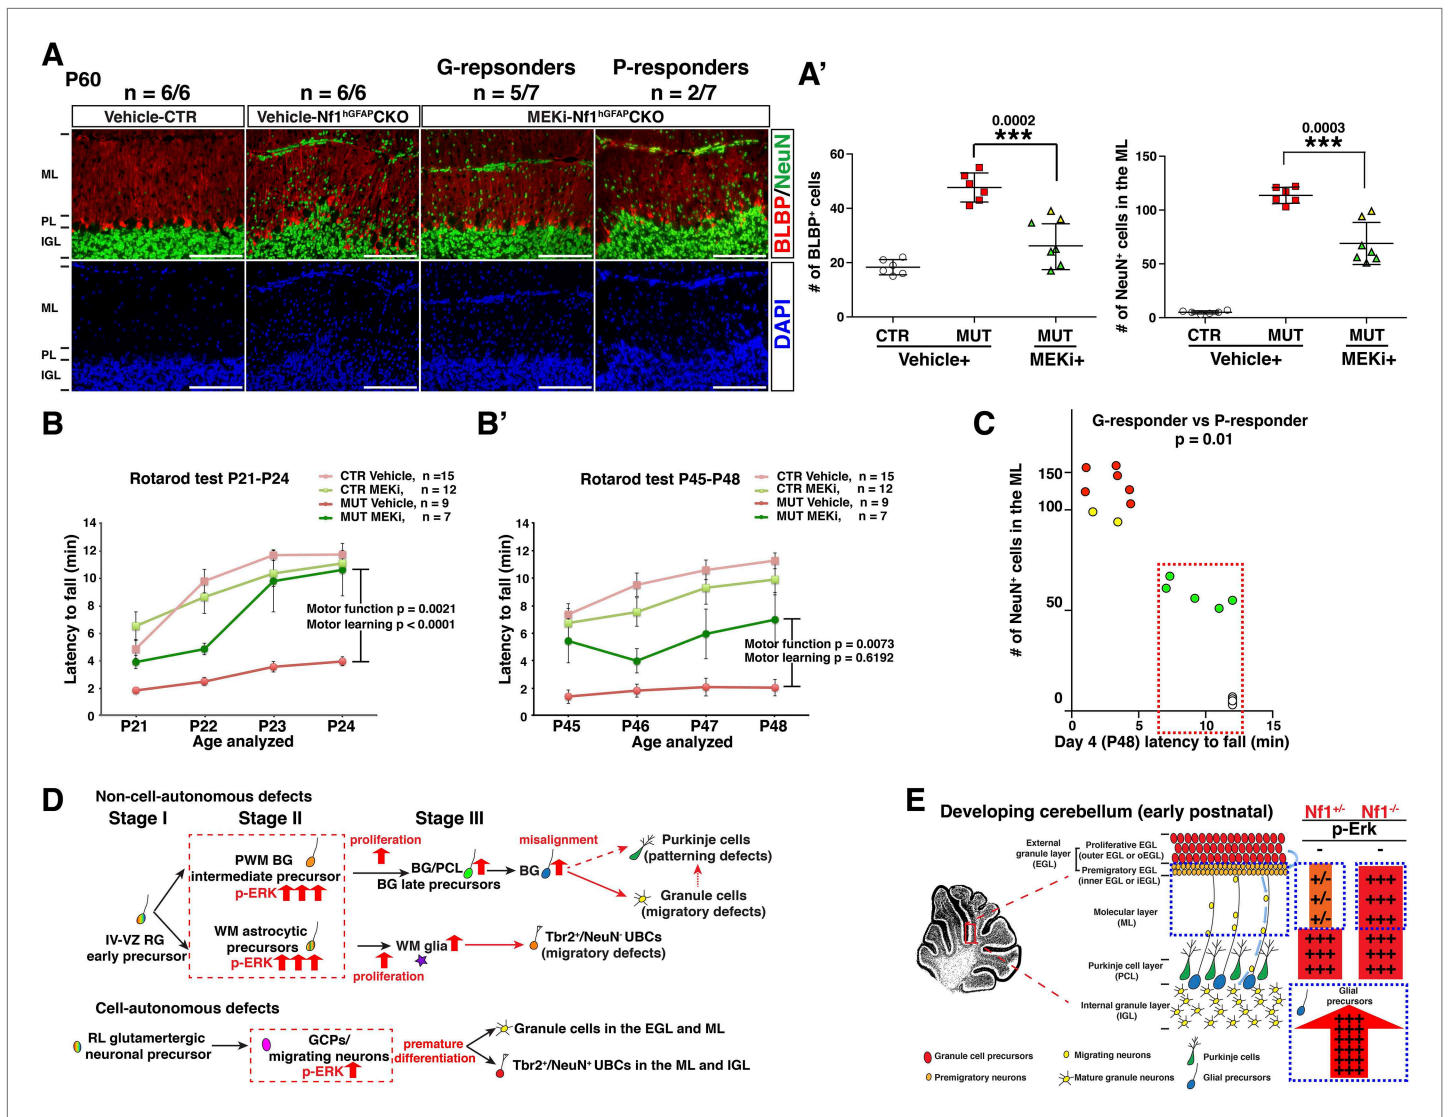 A
P60
G-repsonders
P-responders
n = 6/6
n = 6/6
n = 5/7
n = 2/7
Vehicle-CTR
Vehicle-Nf1hGFAPCKO
MEKi-Nf1hGFAPCKO
ML
PL
IGL
BLBP/NeuN
ML
PL
IGL
DAPI
A'
0.0002
***
# of BLBP+ cells
60
40
20
0
CTR
MUT
MUT
Vehicle+
MEKi+
0.0003
***
# of NeuN+ cells in the ML
150
100
50
0
CTR
MUT
MUT
Vehicle+
MEKi+
B
Rotarod test P21-P24
CTR Vehicle, n =15
CTR MEKi, n = 12
MUT Vehicle, n = 9
MUT MEKi, n = 7
Latency to fall (min)
14
12
10
8
6
4
2
0
Motor function p = 0.0021
Motor learning p < 0.0001
P21
P22
P23
P24
Age analyzed
B'
Rotarod test P45-P48
CTR Vehicle, n = 15
CTR MEKi, n = 12
MUT Vehicle, n = 9
MUT MEKi, n = 7
Latency to fall (min)
14
12
10
8
6
4
2
0
Motor function p = 0.0073
Motor learning p = 0.6192
P45
P46
P47
P48
Age analyzed
C
G-responder vs P-responder
p = 0.01
# of NeuN+ cells in the ML
150
100
50
0
0
5
10
15
Day 4 (P48) latency to fall (min)
D
Non-cell-autonomous defects
Stage I
Stage II
Stage III
PWM BG
intermediate precursor
p-ERK
proliferation
BG/PCL
BG late precursors
misalignment
BG
Purkinje cells
(patterning defects)
Granule cells
(migratory defects)
IV-VZ RG
early precursor
WM astrocytic
precursors
p-ERK
WM glia
proliferation
Tbr2+/NeuN- UBCs
(migratory defects)
Cell-autonomous defects
RL glutamertergic
neuronal precursor
GCPs/
migrating neurons
p-ERK
premature
differentiation
Granule cells in the EGL and ML
Tbr2+/NeuN+ UBCs in the ML and IGL
E
Developing cerebellum (early postnatal)
Nf1+/-
Nf1-/-
p-Erk
-
-
External
granule layer
(EGL)
Proliferative EGL
(outer EGL or oEGL)
Premigratory EGL
(inner EGL or iEGL)
Molecular layer
(ML)
Purkinje cell layer
(PCL)
Internal granule layer
(IGL)
+/-
+/-
+/-
+++
+++
+++
+++
+++
+++
+++
+++
+++
Glial
precursors
+++
+++
+++
+++
+++
Granule cell precursors
Premigratory neurons
Migrating neurons
Mature granule neurons
Purkinje cells
Glial precursors